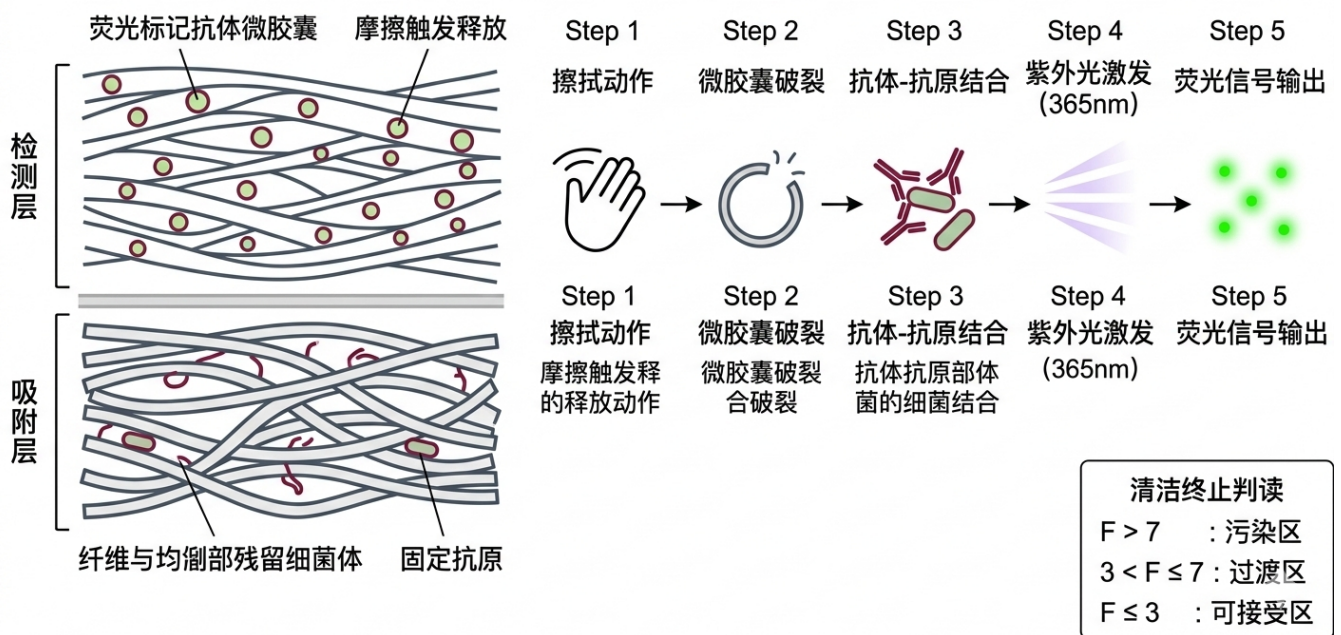 荧光标记抗体微胶囊
摩擦触发释放
检测层
吸附层
纤维与均涧部残留细菌体
固定抗原
Step 1
擦拭动作
Step 2
微胶囊破裂
Step 3
抗体-抗原结合
Step 4
紫外光激发
(365nm)
Step 5
荧光信号输出
Step 1
擦拭动作
摩擦触发释
的释放动作
Step 2
微胶囊破裂
微胶囊破裂
合破裂
Step 3
抗体-抗原结合
抗体抗原部体
菌的细菌结合
Step 4
紫外光激发
(365nm)
Step 5
荧光信号输出
清洁终止判读
F > 7 : 污染区
3 < F ≤ 7 : 过渡区
F ≤ 3 : 可接受区